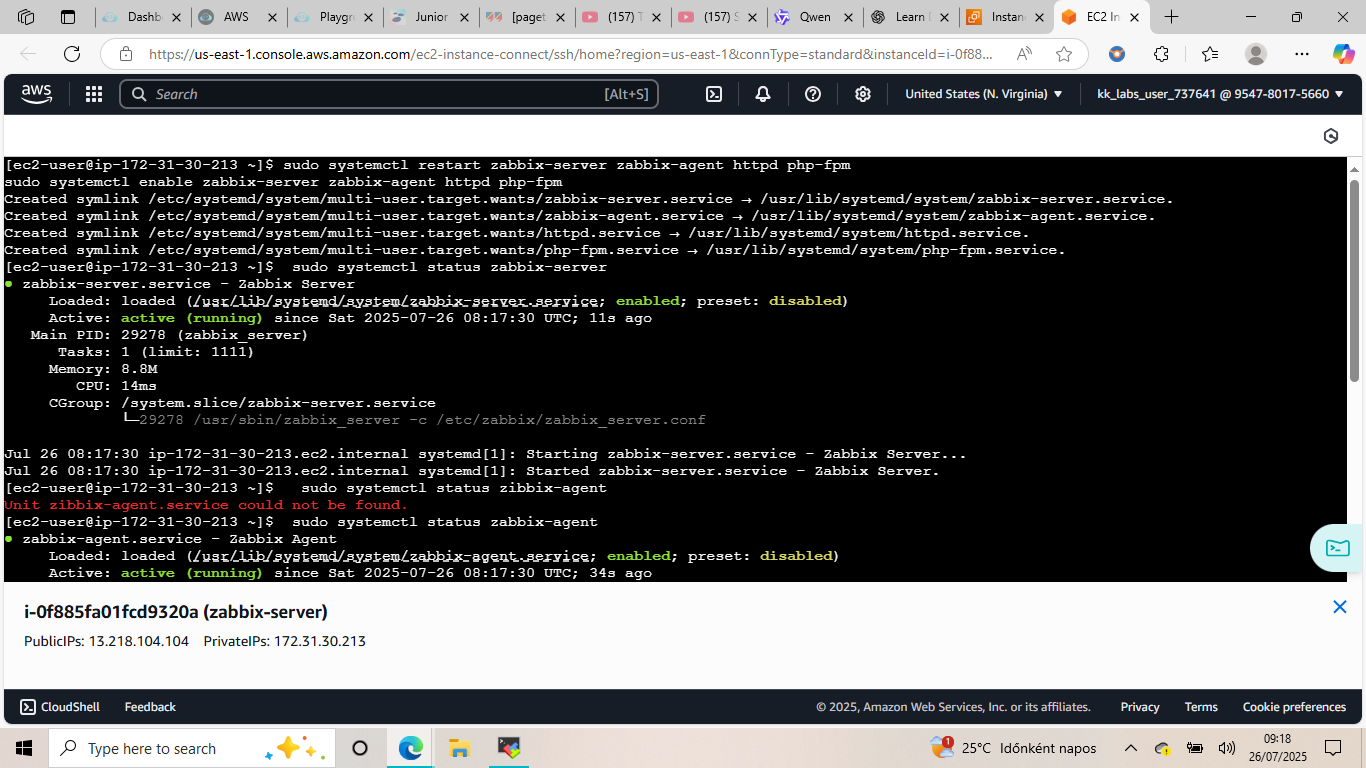 Dashb
AWS
Playgr
Junior
[paget
(157) T
(157) S
Qwen
Learn
Instan
EC2 In
https://us-east-1.console.aws.amazon.com/ec2-instance-connect/ssh/home?region=us-east-1&connType=standard&instanceId=i-0f88...
aws
Search
[Alt+S]
United States (N. Virginia)
kk_labs_user_737641 @ 9547-8017-5660
[ec2-user@ip-172-31-30-213 ~]$ sudo systemctl restart zabbix-server zabbix-agent httpd php-fpm
sudo systemctl enable zabbix-server zabbix-agent httpd php-fpm
Created symlink /etc/systemd/system/multi-user.target.wants/zabbix-server.service → /usr/lib/systemd/system/zabbix-server.service.
Created symlink /etc/systemd/system/multi-user.target.wants/zabbix-agent.service → /usr/lib/systemd/system/zabbix-agent.service.
Created symlink /etc/systemd/system/multi-user.target.wants/httpd.service → /usr/lib/systemd/system/httpd.service.
Created symlink /etc/systemd/system/multi-user.target.wants/php-fpm.service → /usr/lib/systemd/system/php-fpm.service.
[ec2-user@ip-172-31-30-213 ~]$  sudo systemctl status zabbix-server
● zabbix-server.service - Zabbix Server
Loaded: loaded (/usr/lib/systemd/system/zabbix-server.service; enabled; preset: disabled)
Active: active (running) since Sat 2025-07-26 08:17:30 UTC; 11s ago
Main PID: 29278 (zabbix_server)
Tasks: 1 (limit: 1111)
Memory: 8.8M
CPU: 14ms
CGroup: /system.slice/zabbix-server.service
└─29278 /usr/sbin/zabbix_server -c /etc/zabbix/zabbix_server.conf
Jul 26 08:17:30 ip-172-31-30-213.ec2.internal systemd[1]: Starting zabbix-server.service - Zabbix Server...
Jul 26 08:17:30 ip-172-31-30-213.ec2.internal systemd[1]: Started zabbix-server.service - Zabbix Server.
[ec2-user@ip-172-31-30-213 ~]$   sudo systemctl status zibbix-agent
Unit zibbix-agent.service could not be found.
[ec2-user@ip-172-31-30-213 ~]$  sudo systemctl status zabbix-agent
● zabbix-agent.service - Zabbix Agent
Loaded: loaded (/usr/lib/systemd/system/zabbix-agent.service; enabled; preset: disabled)
Active: active (running) since Sat 2025-07-26 08:17:30 UTC; 34s ago
i-0f885fa01fcd9320a (zabbix-server)
PublicIPs: 13.218.104.104 PrivateIPs: 172.31.30.213
CloudShell
Feedback
© 2025, Amazon Web Services, Inc. or its affiliates.
Privacy
Terms
Cookie preferences
Type here to search
1
25°C Időnként napos
09:18
26/07/2025